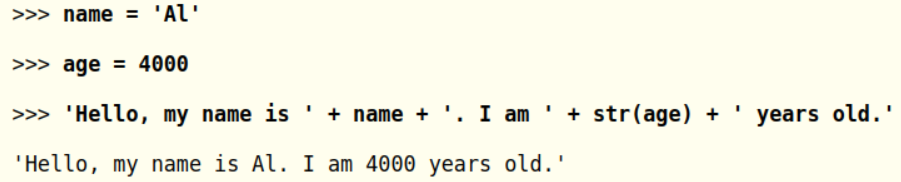 >>> name = 'Al'
>>> age = 4000
>>> 'Hello, my name is ' + name + '. I am ' + str(age) + ' years old.'
'Hello, my name is Al. I am 4000 years old.'